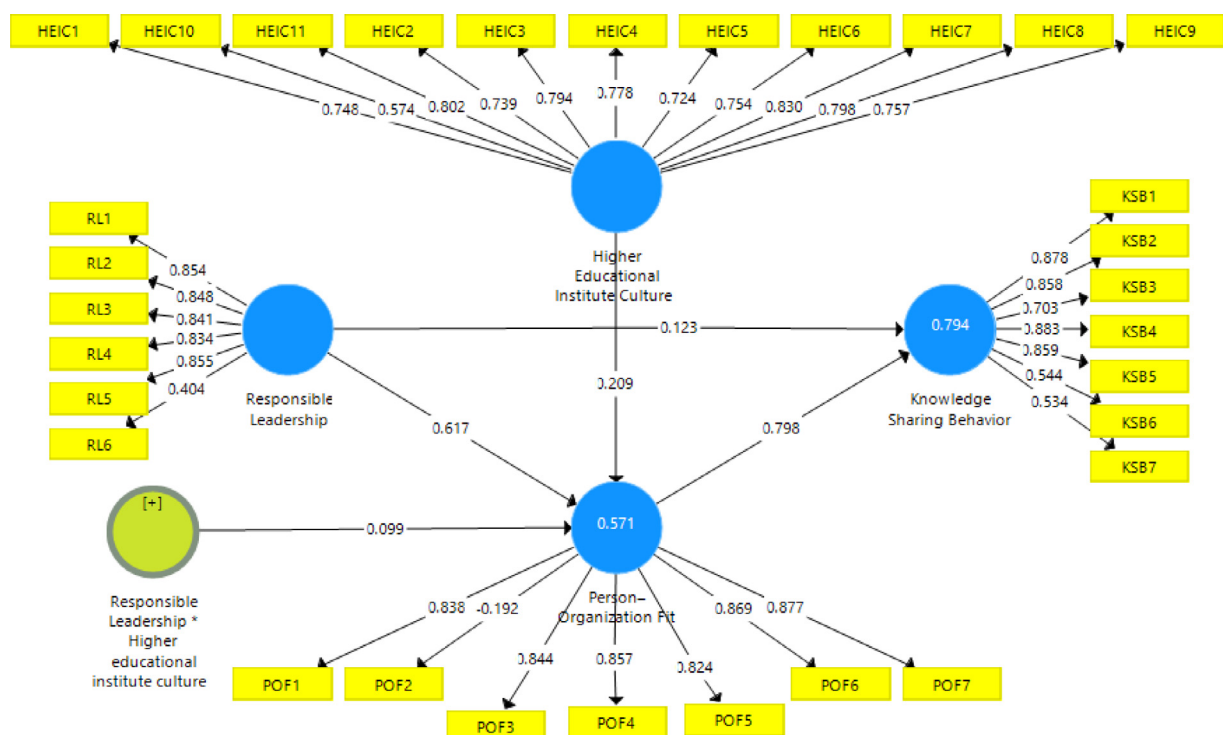 HEIC1 HEIC10 HEIC11 HEIC2 HEIC3 HEIC4 HEIC5 HEIC6 HEIC7 HEIC8 HEIC9
0.748 0.574 0.802 0.739 0.794 0.778 0.724 0.754 0.830 0.798 0.757
Higher
Educational
Institute Culture
RL1
RL2
RL3
RL4
RL5
RL6
0.854
0.848
0.841
0.834
0.855
0.404
Responsible
Leadership
0.123
0.209
0.617
0.798
0.794
Knowledge
Sharing Behavior
0.878
0.858
0.703
0.883
0.859
0.544
0.534
KSB1
KSB2
KSB3
KSB4
KSB5
KSB6
KSB7
[+]
0.099
Responsible
Leadership *
Higher
educational
institute culture
0.571
Person–
Organization Fit
0.838 -0.192 0.844 0.857 0.824 0.869 0.877
POF1 POF2 POF3 POF4 POF5 POF6 POF7